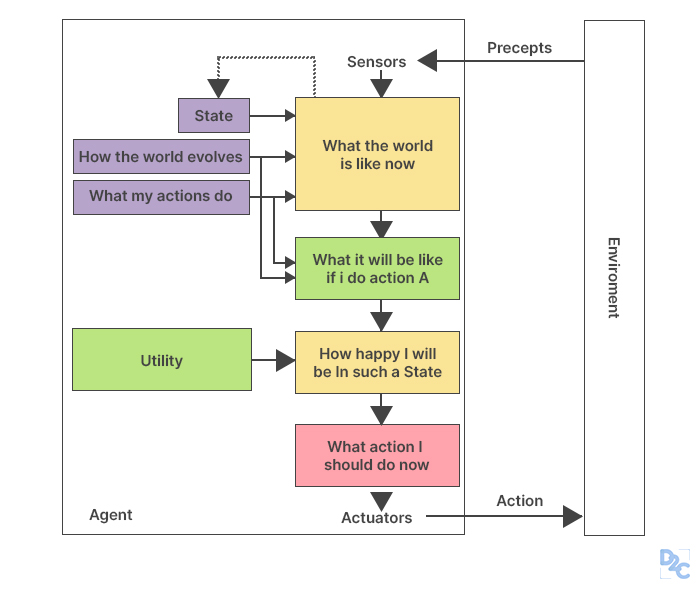 Precepts
Sensors
State
What the world
is like now
How the world evolves
What my actions do
What it will be like
if i do action A
Enviroment
Utility
How happy I will
be In such a State
What action I
should do now
Action
Agent
Actuators
D2C